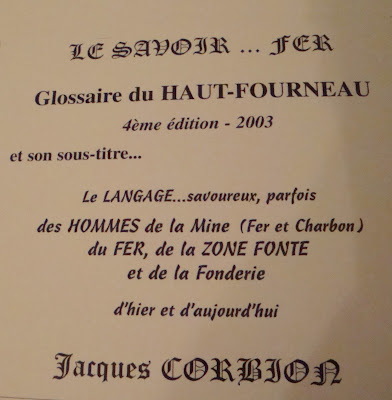 LE SAVOIR ... FER
Glossaire du HAUT-FOURNEAU
4ème édition - 2003
et son sous-titre...
Le LANGAGE...savoureux, parfois
des HOMMES de la Mine (Fer et Charbon)
du FER, de la ZONE FONTE
et de la Fonderie
d'hier et d'aujourd'hui
Jacques CORBION